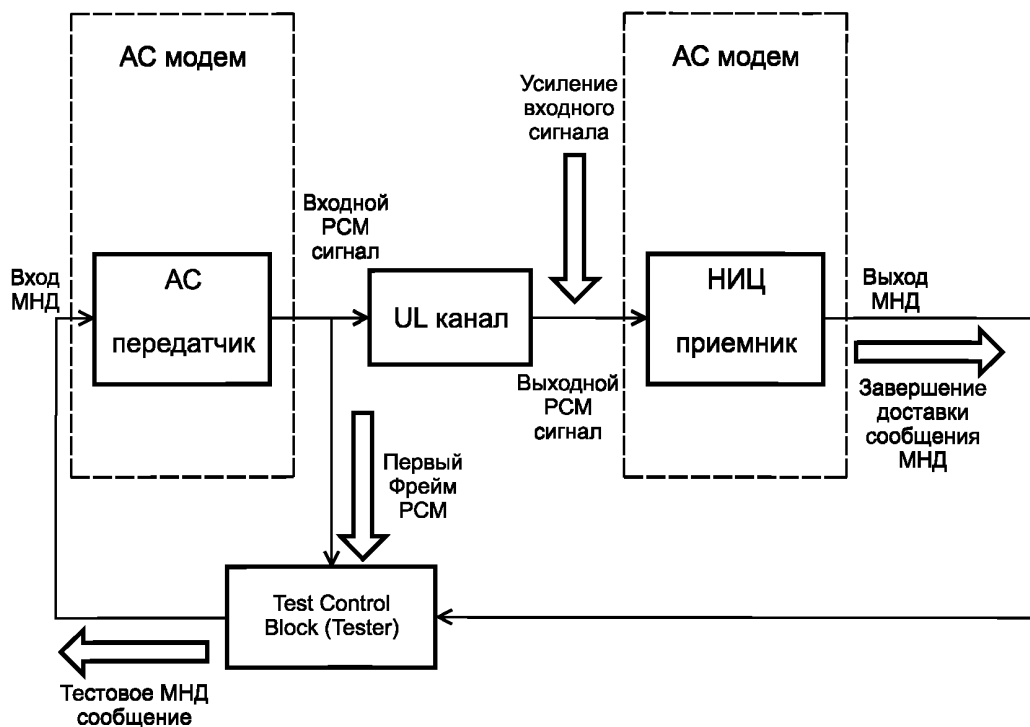 АС модем
АС модем
Усиление
входного
сигнала
Входной
PCM
сигнал
Вход
МНД
АС
передатчик
UL канал
НИЦ
приемник
Выход
МНД
Выходной
PCM
сигнал
Завершение
доставки
сообщения
МНД
Первый
Фрейм
PCM
Test Control
Block (Tester)
Тестовое МНД
сообщение